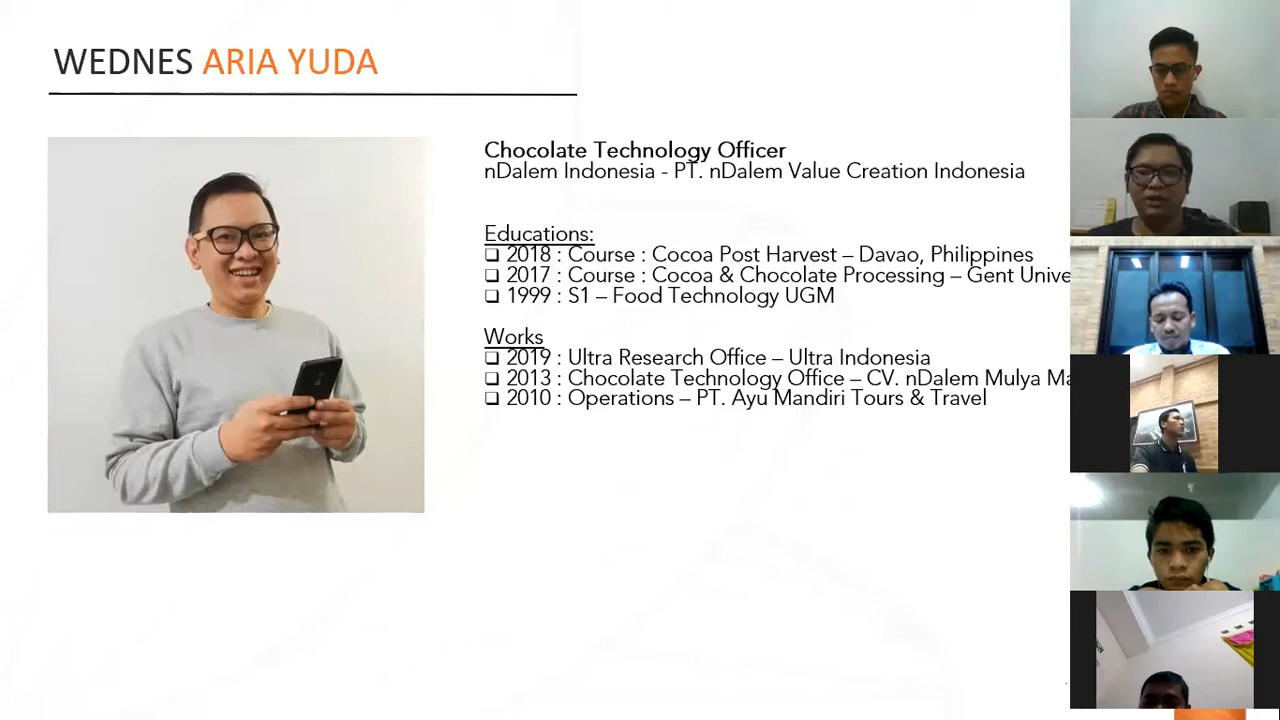 WEDNES ARIA YUDA
Chocolate Technology Officer
nDalem Indonesia - PT. nDalem Value Creation Indonesia
Educations:
❑ 2018 : Course : Cocoa Post Harvest – Davao, Philippines
❑ 2017 : Course : Cocoa & Chocolate Processing – Gent
❑ 1999 : S1 – Food Technology UGM
Works
❑ 2019 : Ultra Research Office – Ultra Indonesia
❑ 2013 : Chocolate Technology Office – CV. nDalem Mulya
❑ 2010 : Operations – PT. Ayu Mandiri Tours & Travel